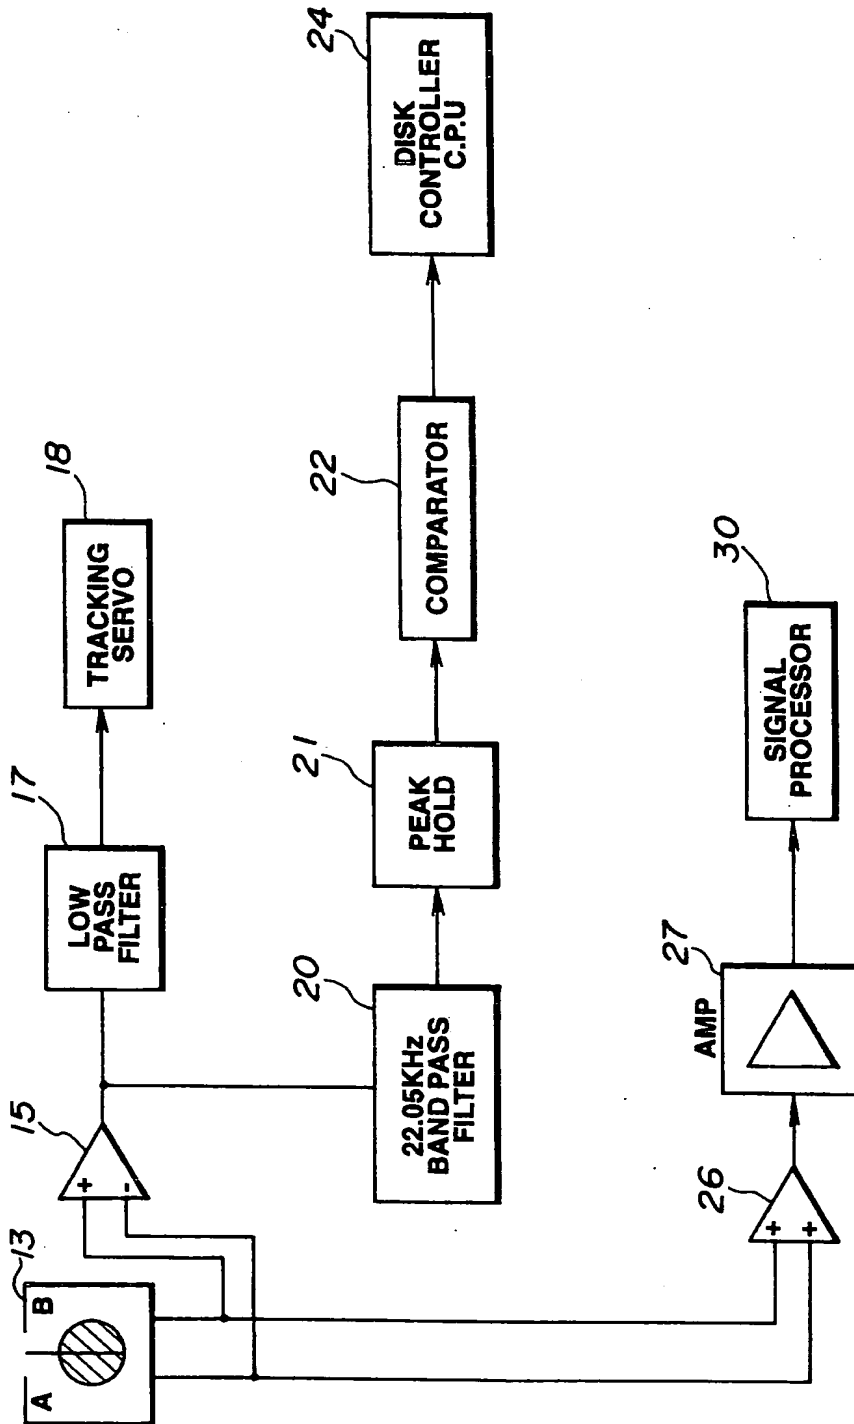 13
A
B
15
+
-
17
LOW
PASS
FILTER
18
TRACKING
SERVO
20
22.05KHz
BAND PASS
FILTER
21
PEAK
HOLD
22
COMPARATOR
24
DISK
CONTROLLER
C.P.U
26
+
+
27
AMP
30
SIGNAL
PROCESSOR